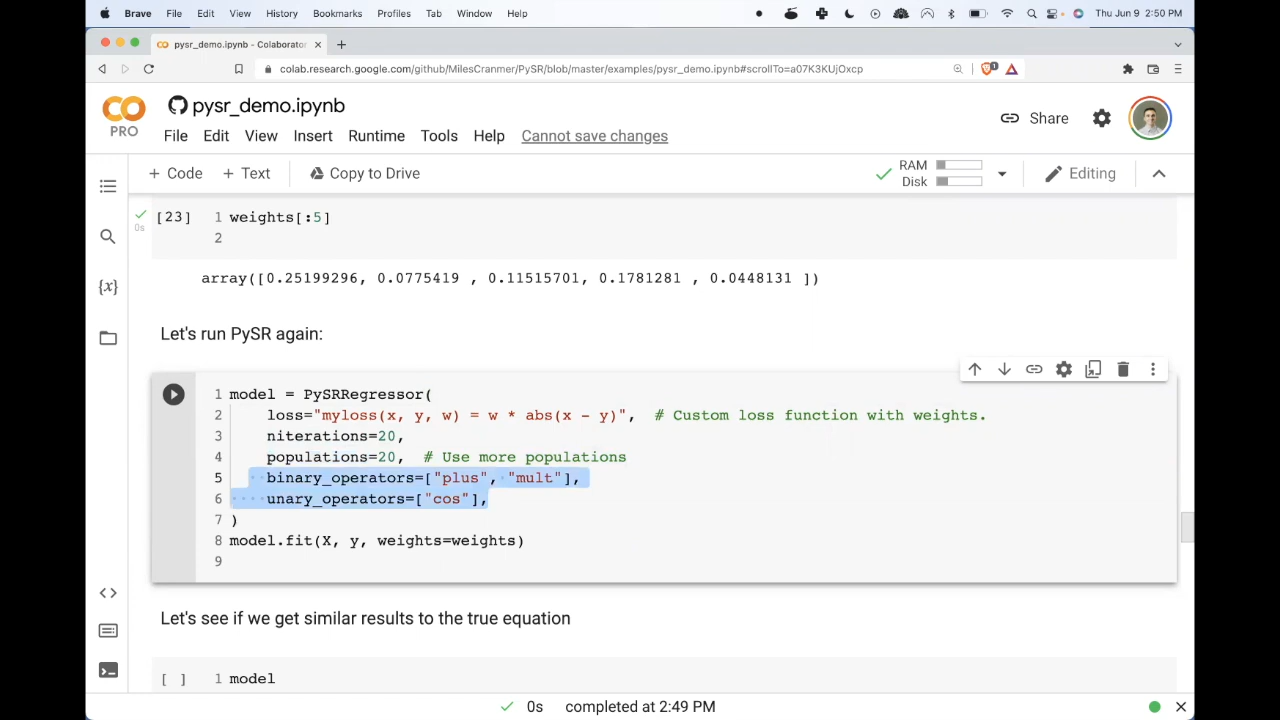 Brave File Edit View History Bookmarks Profiles Tab Window Help Thu Jun 9 2:50 PM
pysr_demo.ipynb - Colaborator
colab.research.google.com/github/MilesCranmer/PySR/blob/master/examples/pysr_demo.ipynb#scrollTo=a07K3KUjOxcp 1
CO PRO
pysr_demo.ipynb
File Edit View Insert Runtime Tools Help Cannot save changes
Share
+ Code + Text Copy to Drive
RAM
Disk
Editing
[23] 1 weights[:5]
0s 2
array([0.25199296, 0.0775419 , 0.11515701, 0.1781281 , 0.0448131 ])
{x}
Let's run PySR again:
1 model = PySRRegressor(
2 loss="myloss(x, y, w) = w * abs(x - y)", # Custom loss function with weights.
3 niterations=20,
4 populations=20, # Use more populations
5 binary_operators=["plus", "mult"],
6 unary_operators=["cos"],
7 )
8 model.fit(X, y, weights=weights)
9
Let's see if we get similar results to the true equation
[ ] 1 model
0s completed at 2:49 PM